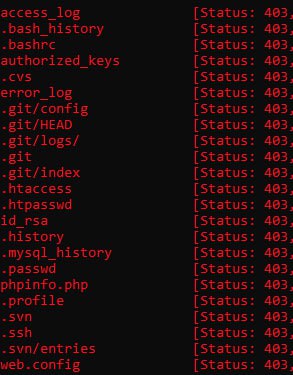 access_log [Status: 403,
.bash_history [Status: 403,
.bashrc [Status: 403,
authorized_keys [Status: 403,
.cvs [Status: 403,
error_log [Status: 403,
.git/config [Status: 403,
.git/HEAD [Status: 403,
.git/logs/ [Status: 403,
.git [Status: 403,
.git/index [Status: 403,
.htaccess [Status: 403,
.htpasswd [Status: 403,
id_rsa [Status: 403,
.history [Status: 403,
.mysql_history [Status: 403,
.passwd [Status: 403,
phpinfo.php [Status: 403,
.profile [Status: 403,
.svn [Status: 403,
.ssh [Status: 403,
.svn/entries [Status: 403,
web.config [Status: 403,